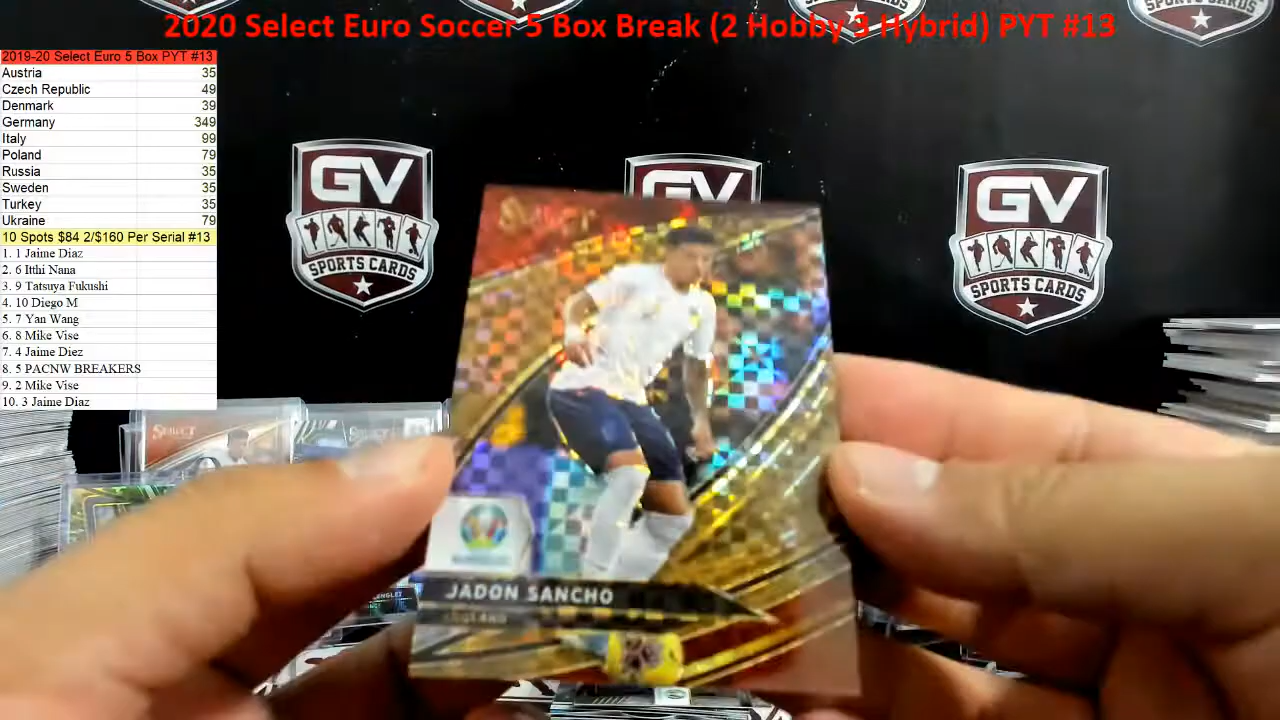 2020 Select Euro Soccer 5 Box Break (2 Hobby 3 Hybrid) PYT #13
2019-20 Select Euro 5 Box PYT #13
Austria 35
Czech Republic 49
Denmark 39
Germany 349
Italy 99
Poland 79
Russia 35
Sweden 35
Turkey 35
Ukraine 79
10 Spots $84 2/$160 Per Serial #13
1. 1 Jaime Diaz
2. 6 Itthi Nana
3. 9 Tatsuya Fukushi
4. 10 Diego M
5. 7 Yan Wang
6. 8 Mike Vise
7. 4 Jaime Diez
8. 5 PACNW BREAKERS
9. 2 Mike Vise
10. 3 Jaime Diaz
GV
SPORTS CARDS
GV
GV
SPORTS CARDS
SELECT
JADON SANCHO
ENGLAND
SELECT